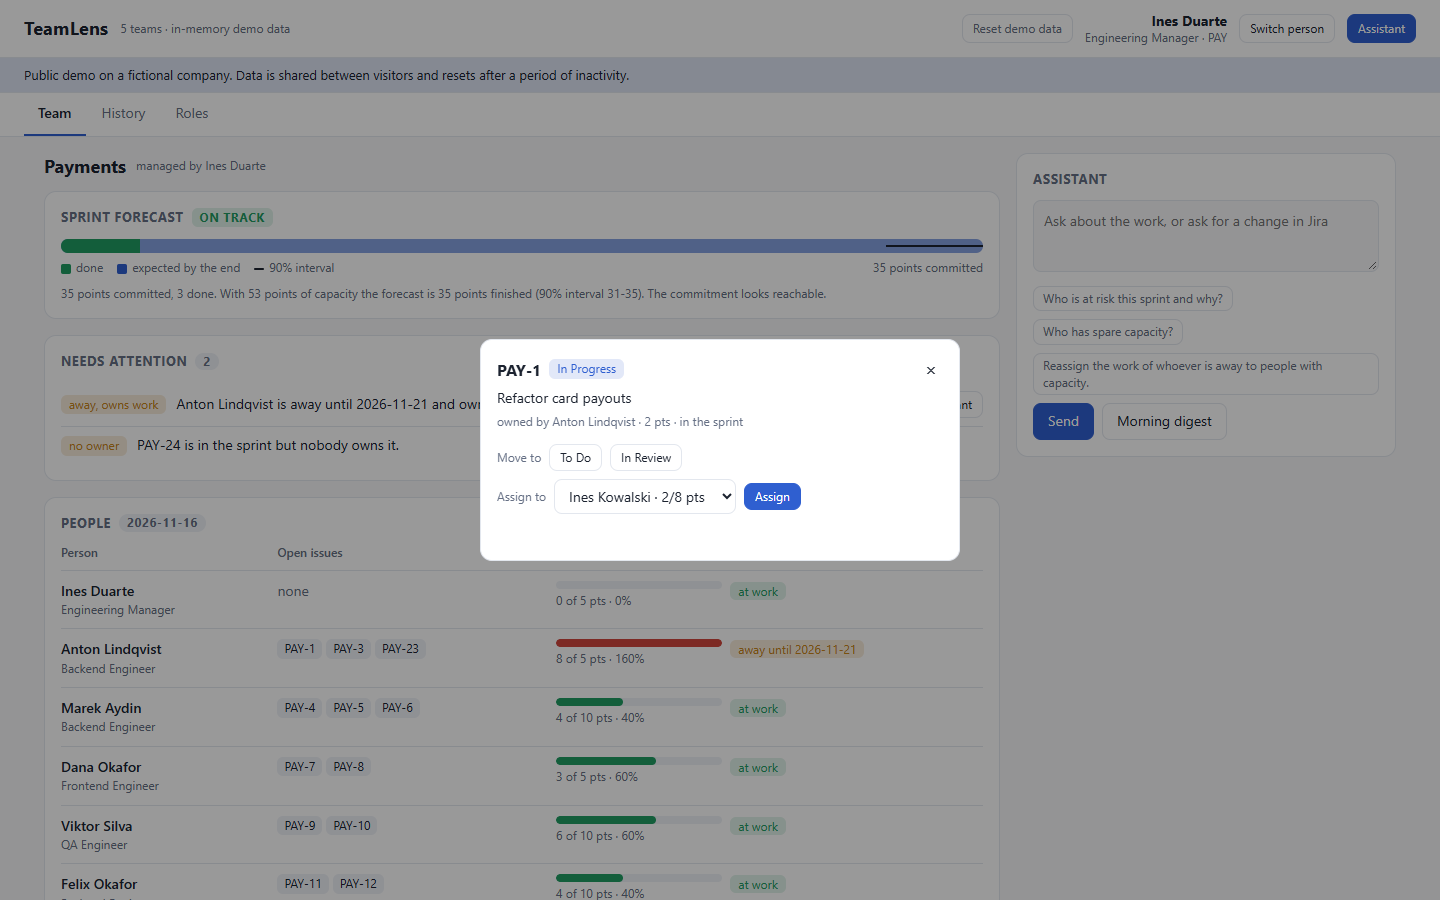 TeamLens 5 teams · in-memory demo data Reset demo data Ines Duarte Switch person Assistant
Engineering Manager · PAY
Public demo on a fictional company. Data is shared between visitors and resets after a period of inactivity.
Team History Roles
Payments managed by Ines Duarte
SPRINT FORECAST ON TRACK
done expected by the end 90% interval 35 points committed
35 points committed, 3 done. With 53 points of capacity the forecast is 35 points finished (90% interval 31-35). The commitment looks reachable.
NEEDS ATTENTION 2
away, owns work Anton Lindqvist is away until 2026-11-21 and
no owner PAY-24 is in the sprint but nobody owns it.
PAY-1 In Progress ×
Refactor card payouts
owned by Anton Lindqvist · 2 pts · in the sprint
Move to To Do In Review
Assign to Ines Kowalski · 2/8 pts Assign
PEOPLE 2026-11-16
Person Open issues
Ines Duarte none at work
Engineering Manager 0 of 5 pts · 0%
Anton Lindqvist PAY-1 PAY-3 PAY-23 away until 2026-11-21
Backend Engineer 8 of 5 pts · 160%
Marek Aydin PAY-4 PAY-5 PAY-6 at work
Backend Engineer 4 of 10 pts · 40%
Dana Okafor PAY-7 PAY-8 at work
Frontend Engineer 3 of 5 pts · 60%
Viktor Silva PAY-9 PAY-10 at work
QA Engineer 6 of 10 pts · 60%
Felix Okafor PAY-11 PAY-12 at work
4 of 10 pts · 40%
ASSISTANT
Ask about the work, or ask for a change in Jira
Who is at risk this sprint and why?
Who has spare capacity?
Reassign the work of whoever is away to people with
capacity.
Send Morning digest